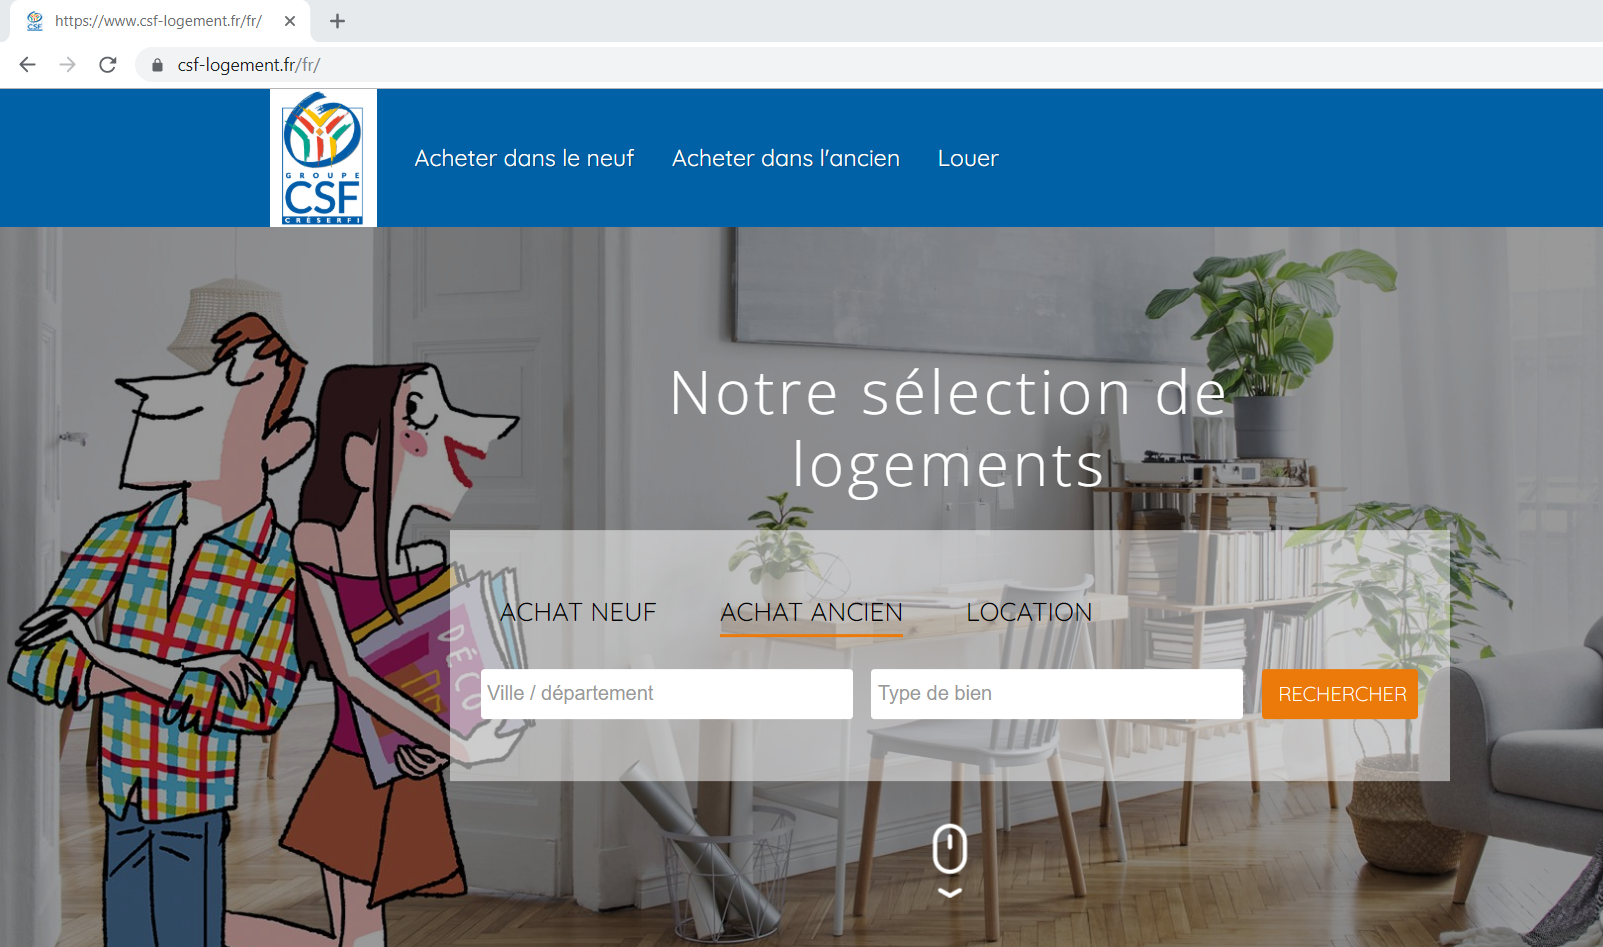 https://www.csf-logement.fr/fr/
csf-logement.fr/fr/
GROUPE
CSF
CRÉSERFI
Acheter dans le neuf Acheter dans l'ancien Louer
Notre sélection de
logements
ACHAT NEUF ACHAT ANCIEN LOCATION
DÉCO
Ville / département Type de bien RECHERCHER